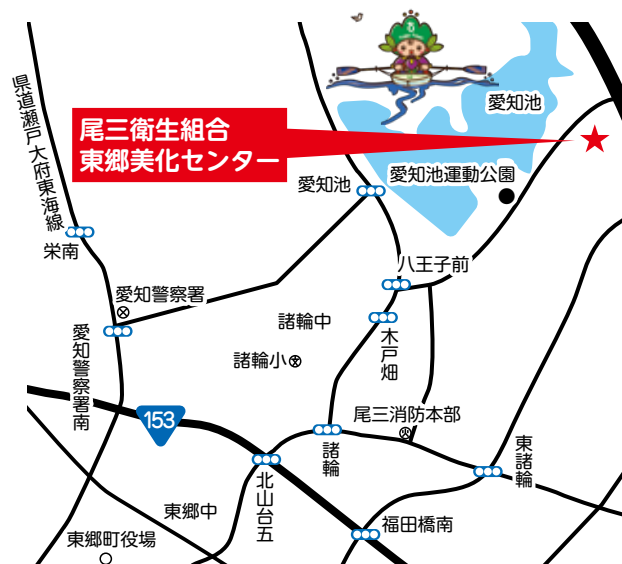 県道瀬戸大府東海線
愛知池
尾三衛生組合
東郷美化センター
愛知池運動公園
愛知池
栄南
八王子前
愛知警察署
諸輪中
木戸畑
愛知警察署南
諸輪小
文
153
尾三消防本部
火
諸輪
東諸輪
北山台五
東郷中
福田橋南
東郷町役場